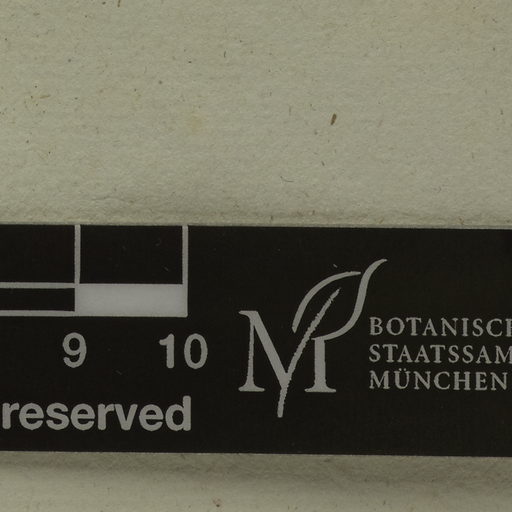 9 10
reserved
BOTANISCH
STAATSSAM
MÜNCHEN